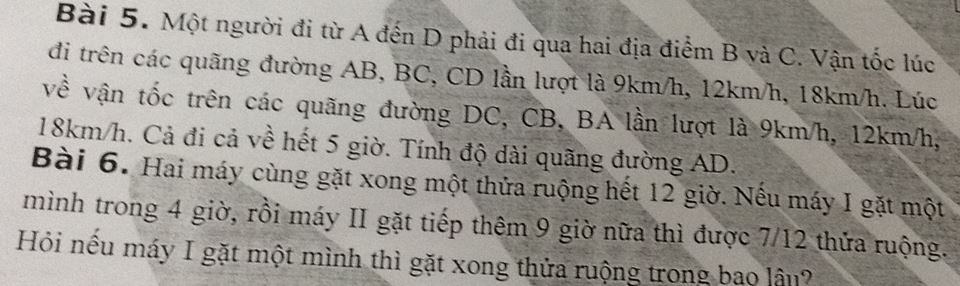 Bài 5. Một người đi từ A đến D phải đi qua hai địa điểm B và C. Vận tốc lúc
đi trên các quãng đường AB, BC, CD lần lượt là 9km/h, 12km/h, 18km/h. Lúc
về vận tốc trên các quãng đường DC, CB, BA lần lượt là 9km/h, 12km/h,
18km/h. Cả đi cả về hết 5 giờ. Tính độ dài quãng đường AD.
Bài 6. Hai máy cùng gặt xong một thửa ruộng hết 12 giờ. Nếu máy I gặt một
mình trong 4 giờ, rồi máy II gặt tiếp thêm 9 giờ nữa thì được 7/12 thửa ruộng.
Hỏi nếu máy I gặt một mình thì gặt xong thửa ruộng trong bao lâu?